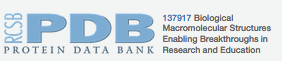 RCSB
PDB
PROTEIN DATA BANK
137917 Biological
Macromolecular Structures
Enabling Breakthroughs in
Research and Education